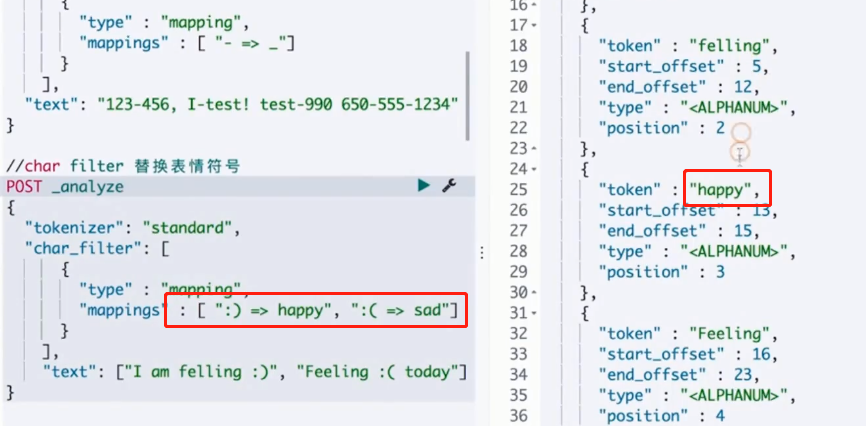 {
"type" : "mapping",
"mappings" : [ "- => _"]
}
],
"text": "123-456, I-test! test-990 650-555-1234"
}
//char filter 替换表情符号
POST _analyze
{
"tokenizer": "standard",
"char_filter": [
{
"type" : "mapping",
"mappings" : [ ":) => happy", ":( => sad"]
}
],
"text": ["I am felling :)", "Feeling :( today"]
}
16 },
17 {
18 "token" : "felling",
19 "start_offset" : 5,
20 "end_offset" : 12,
21 "type" : "<ALPHANUM>",
22 "position" : 2
23 },
24 {
25 "token" : "happy",
26 "start_offset" : 13,
27 "end_offset" : 15,
28 "type" : "<ALPHANUM>",
29 "position" : 3
30 },
31 {
32 "token" : "Feeling",
33 "start_offset" : 16,
34 "end_offset" : 23,
35 "type" : "<ALPHANUM>",
36 "position" : 4